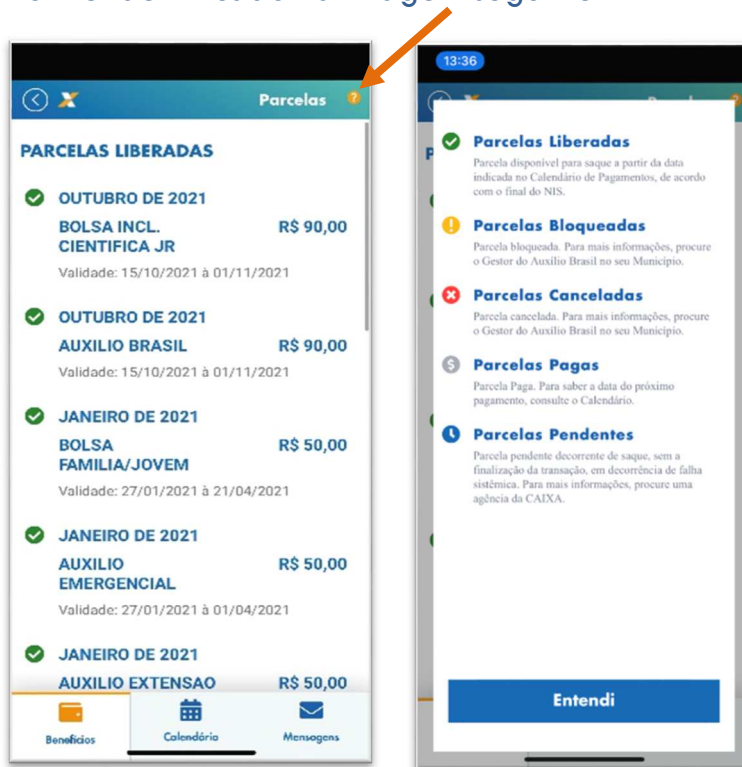 Parcelas ?
PARCELAS LIBERADAS
OUTUBRO DE 2021
BOLSA INCL. R$ 90,00
CIENTIFICA JR
Validade: 15/10/2021 à 01/11/2021
OUTUBRO DE 2021
AUXILIO BRASIL R$ 90,00
Validade: 15/10/2021 à 01/11/2021
JANEIRO DE 2021
BOLSA R$ 50,00
FAMILIA/JOVEM
Validade: 27/01/2021 à 21/04/2021
JANEIRO DE 2021
AUXILIO R$ 50,00
EMERGENCIAL
Validade: 27/01/2021 à 01/04/2021
JANEIRO DE 2021
AUXILIO EXTENSAO R$ 50,00
Benefícios Calendário Mensagens
13:36
Parcelas Liberadas
Parcela disponível para saque a partir da data
indicada no Calendário de Pagamentos, de acordo
com o final do NIS.
Parcelas Bloqueadas
Parcela bloqueada. Para mais informações, procure
o Gestor do Auxílio Brasil no seu Município.
Parcelas Canceladas
Parcela cancelada. Para mais informações, procure
o Gestor do Auxílio Brasil no seu Município.
Parcelas Pagas
Parcela Paga. Para saber a data do próximo
pagamento, consulte o Calendário.
Parcelas Pendentes
Parcela pendente decorrente de saque, sem a
finalização da transação, em decorrência de falha
sistêmica. Para mais informações, procure uma
agência da CAIXA.
Entendi